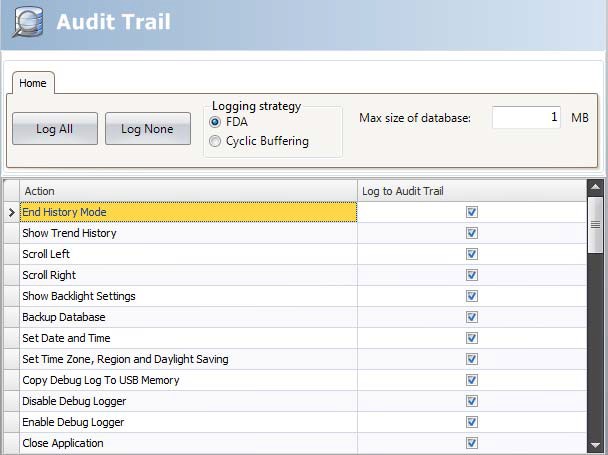 Audit Trail
Home
Log All
Log None
Logging strategy
FDA
Cyclic Buffering
Max size of database:
1
MB
Action
Log to Audit Trail
End History Mode
Show Trend History
Scroll Left
Scroll Right
Show Backlight Settings
Backup Database
Set Date and Time
Set Time Zone, Region and Daylight Saving
Copy Debug Log To USB Memory
Disable Debug Logger
Enable Debug Logger
Close Application